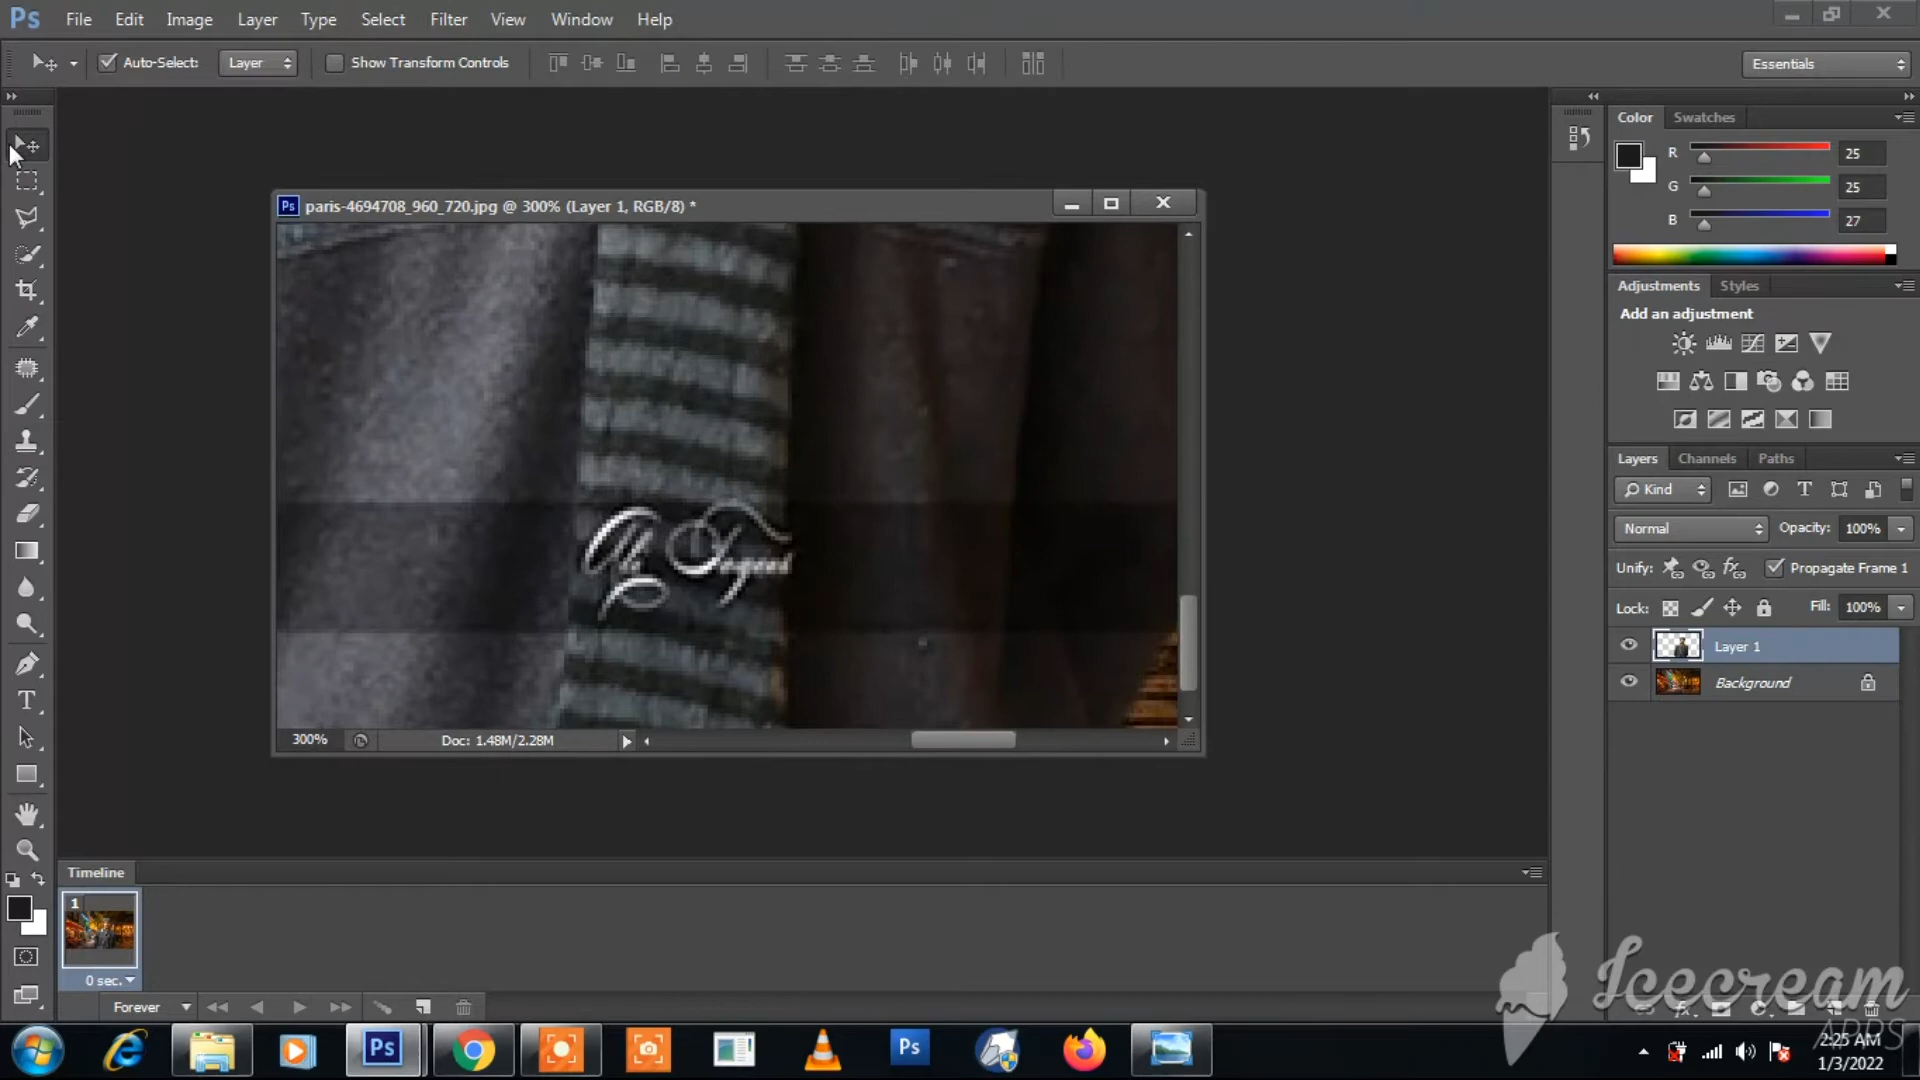 Ps File Edit Image Layer Type Select Filter View Window Help
Auto-Select: Layer Show Transform Controls Essentials
Color Swatches
R 25
G 25
B 27
Adjustments Styles
Add an adjustment
Ps paris-4694708_960_720.jpg @ 300% (Layer 1, RGB/8) *
300% Doc: 1.48M/2.28M
Layers Channels Paths
Kind
Normal Opacity: 100%
Unify: Propagate Frame 1
Lock: Fill: 100%
Layer 1
Background
Timeline
1
0 sec.
Forever
Icecream
APPS
Ps
Ps
2:25 AM
1/3/2022